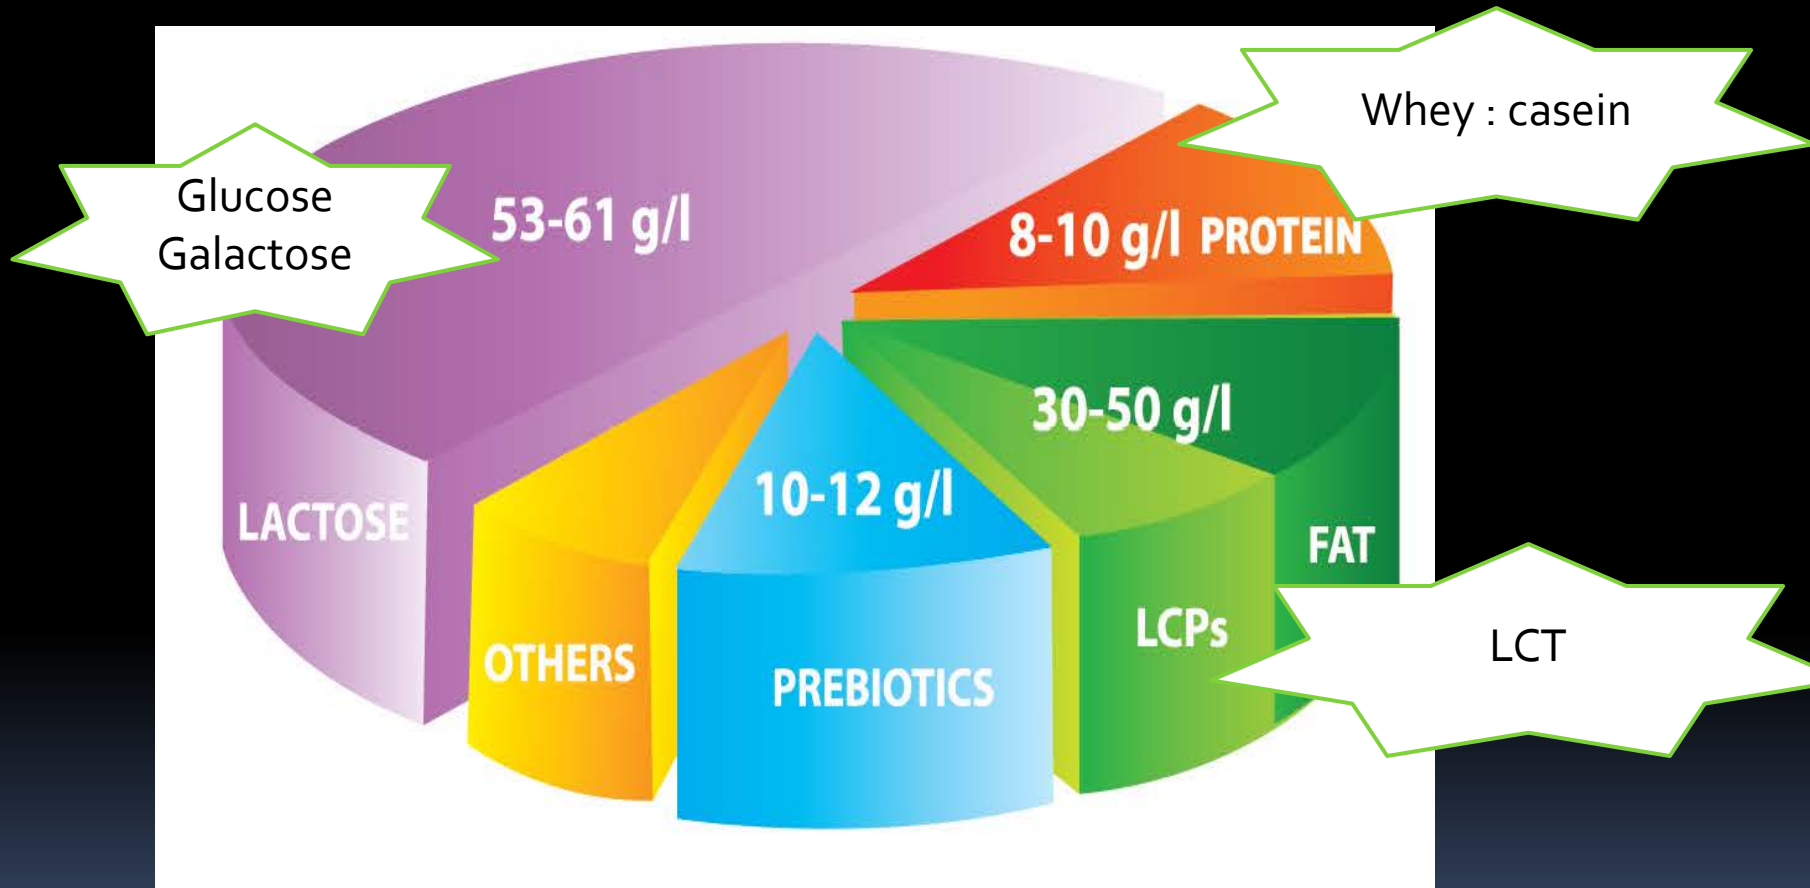 Whey : casein
Glucose
Galactose
53-61 g/l
8-10 g/l PROTEIN
30-50 g/l
10-12 g/l
LACTOSE
FAT
LCPs
LCT
OTHERS
PREBIOTICS